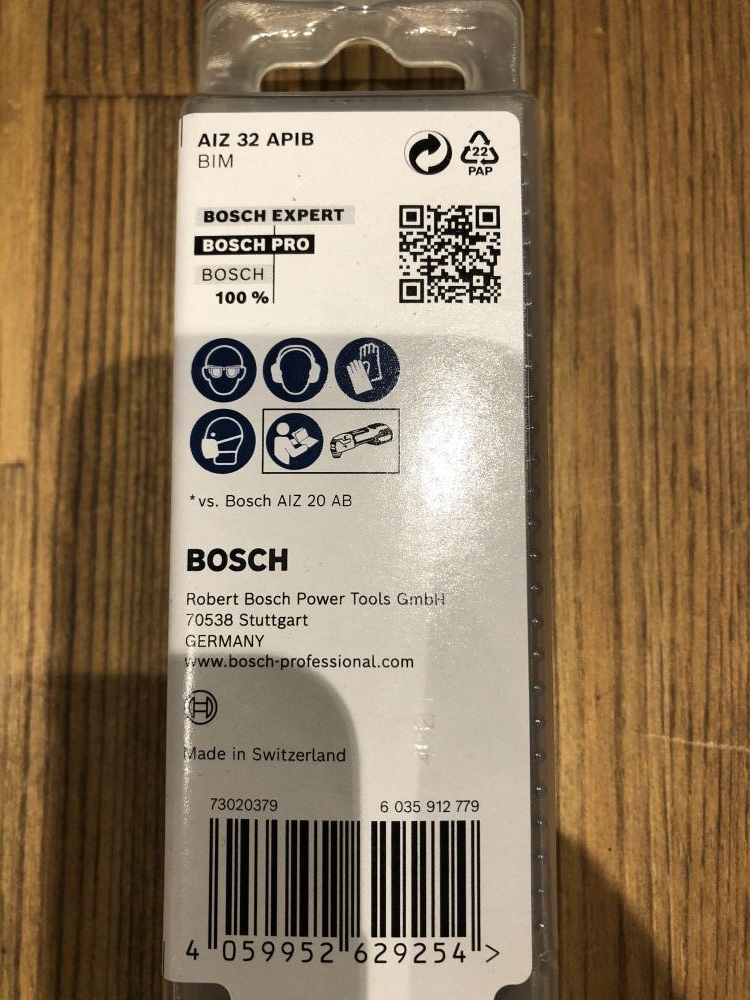 AIZ 32 APIB
BIM
22
PAP
BOSCH EXPERT
BOSCH PRO
BOSCH
100 %
* vs. Bosch AIZ 20 AB
BOSCH
Robert Bosch Power Tools GmbH
70538 Stuttgart
GERMANY
www.bosch-professional.com
Made in Switzerland
73020379 6 035 912 779
4 059952 629254 >